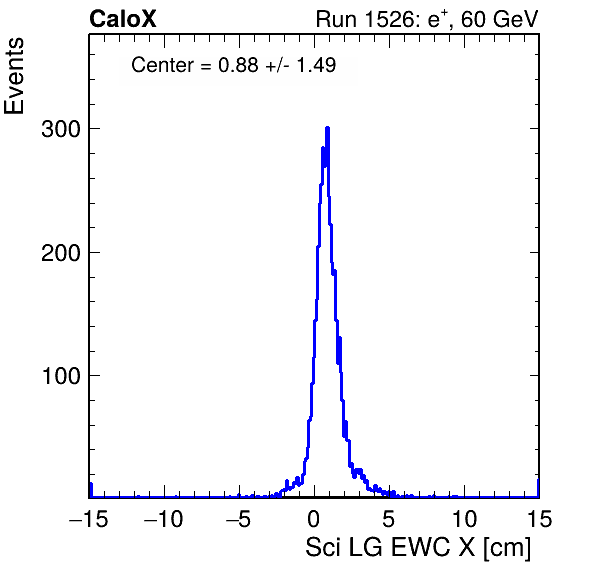 CaloX Run 1526: e⁺, 60 GeV
Center = 0.88 +/- 1.49
Events
300
200
100
−15 −10 −5 0 5 10 15
Sci LG EWC X [cm]